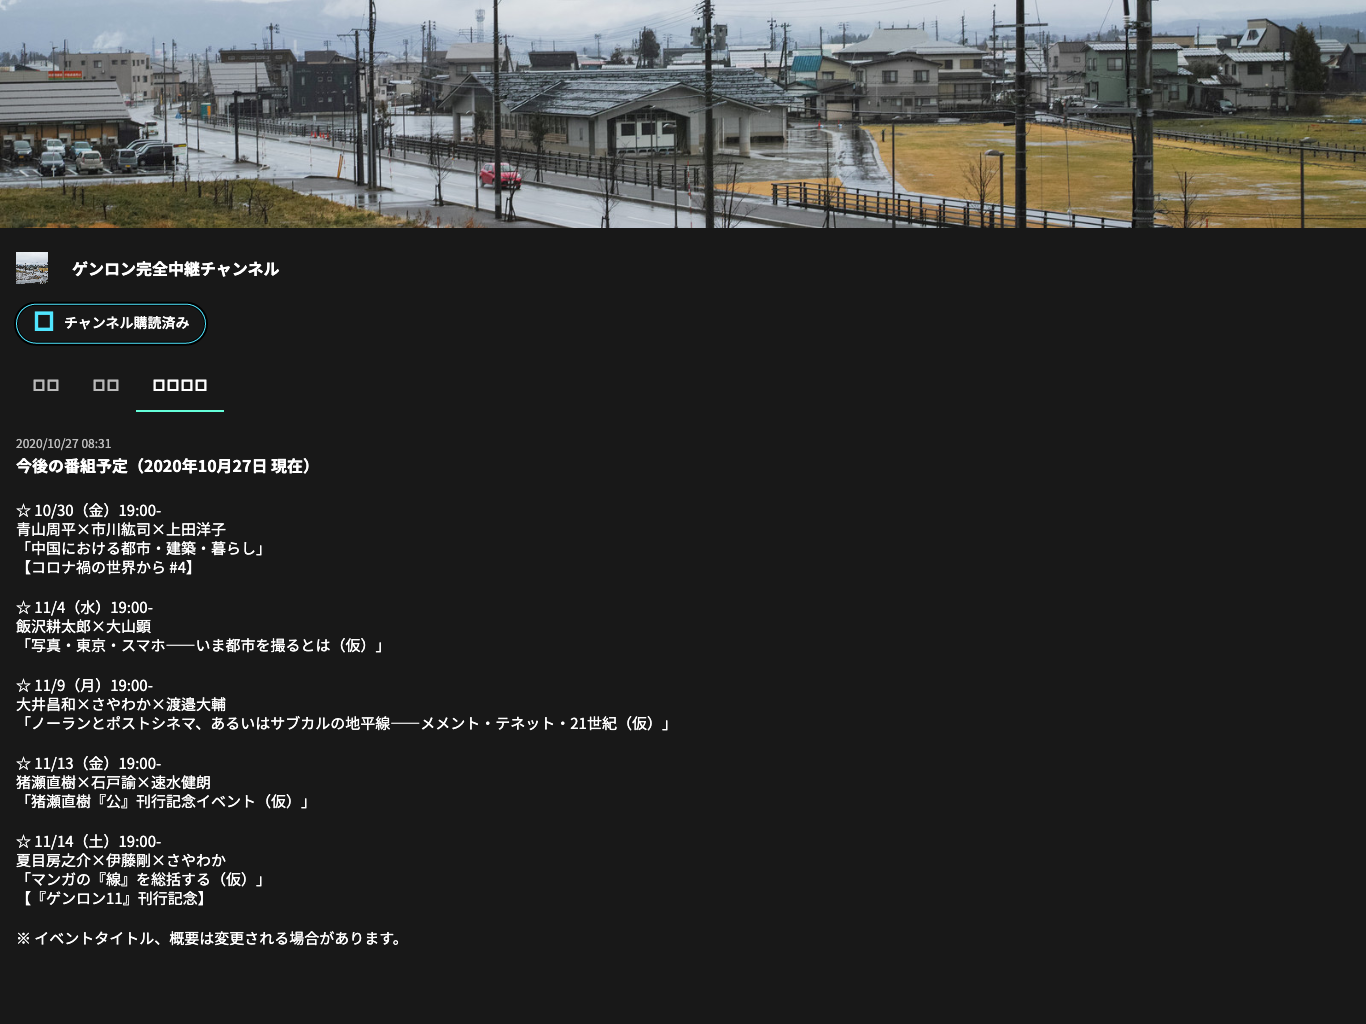 ゲンロン完全中継チャンネル
チャンネル購読済み
2020/10/27 08:31
今後の番組予定（2020年10月27日 現在）
☆ 10/30（金）19:00-
青山周平×市川紘司×上田洋子
「中国における都市・建築・暮らし」
【コロナ禍の世界から #4】
☆ 11/4（水）19:00-
飯沢耕太郎×大山顕
「写真・東京・スマホ——いま都市を撮るとは（仮）」
☆ 11/9（月）19:00-
大井昌和×さやわか×渡邉大輔
「ノーランとポストシネマ、あるいはサブカルの地平線——メメント・テネット・21世紀（仮）」
☆ 11/13（金）19:00-
猪瀬直樹×石戸諭×速水健朗
「猪瀬直樹『公』刊行記念イベント（仮）」
☆ 11/14（土）19:00-
夏目房之介×伊藤剛×さやわか
「マンガの『線』を総括する（仮）」
【『ゲンロン11』刊行記念】
※ イベントタイトル、概要は変更される場合があります。